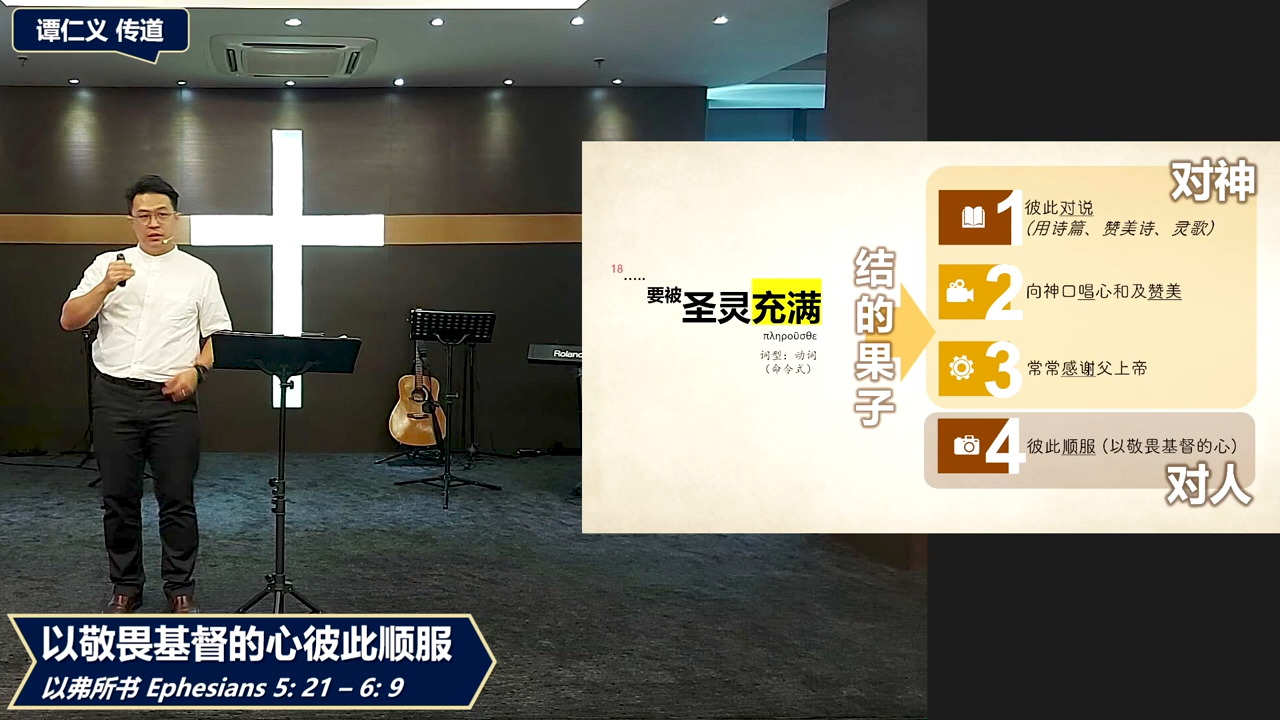 谭仁义 传道
对神
1 彼此对说
(用诗篇、赞美诗、灵歌)
18
.....
要被圣灵充满
πληροῦσθε
词型：动词
(命令式)
结的果子
2 向神口唱心和及赞美
3 常常感谢父上帝
4 彼此顺服 (以敬畏基督的心)
对人
Roland
以敬畏基督的心彼此顺服
以弗所书 Ephesians 5: 21 – 6: 9